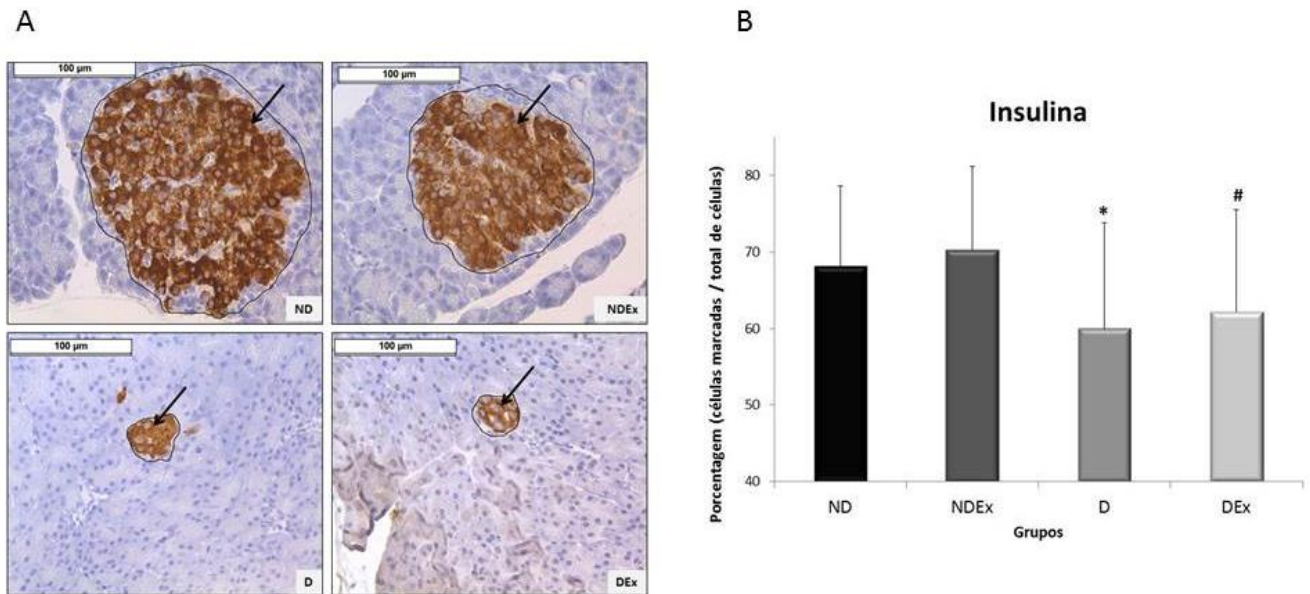 A
100 µm
ND
100 µm
NDEx
100 µm
D
100 µm
DEx
B
Insulina
Porcentagem (células marcadas / total de células)
80
70
60
50
40
*
#
ND
NDEx
D
DEx
Grupos